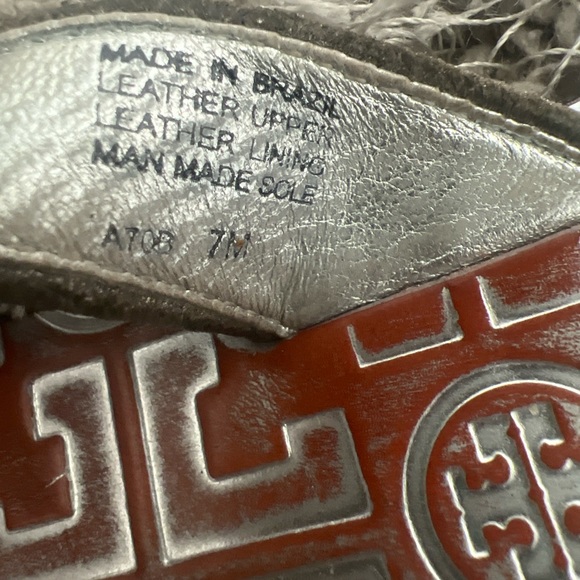 MADE IN BRAZIL
LEATHER UPPER
LEATHER LINING
MAN MADE SOLE
A708 7M